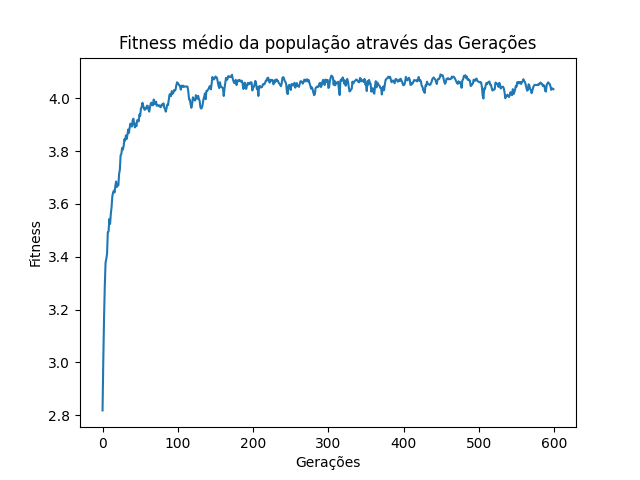 Fitness médio da população através das Gerações
4.0
3.8
3.6
3.4
3.2
3.0
2.8
Fitness
0 100 200 300 400 500 600
Gerações